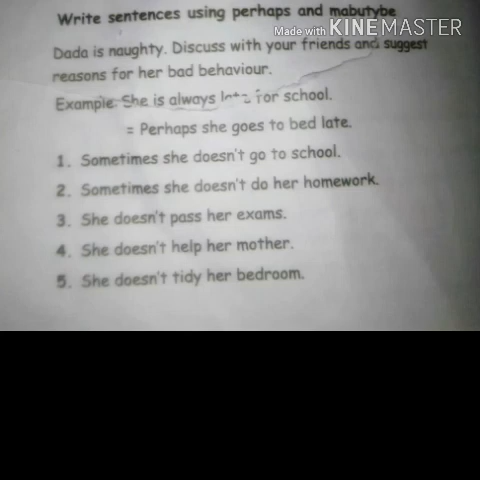 Write sentences using perhaps and mabutybe
Made with KINEMASTER
Dada is naughty. Discuss with your friends and suggest
reasons for her bad behaviour.
Example: She is always late for school.
= Perhaps she goes to bed late.
1. Sometimes she doesn't go to school.
2. Sometimes she doesn't do her homework.
3. She doesn't pass her exams.
4. She doesn't help her mother.
5. She doesn't tidy her bedroom.